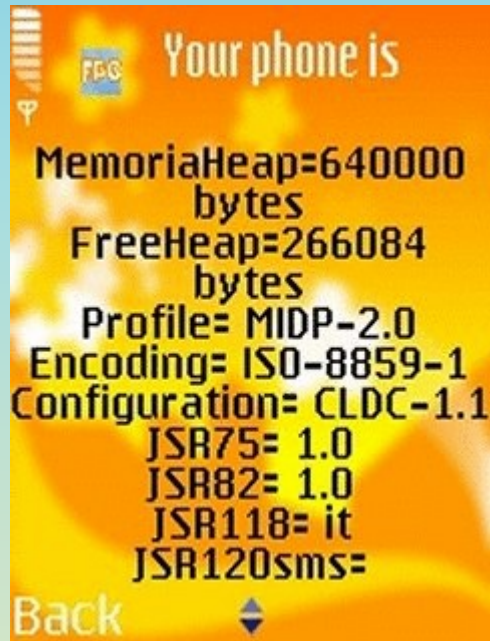 FPG
Your phone is
MemoriaHeap=640000
bytes
FreeHeap=266084
bytes
Profile= MIDP-2.0
Encoding= ISO-8859-1
Configuration= CLDC-1.1
JSR75= 1.0
JSR82= 1.0
JSR118= it
JSR120sms=
Back